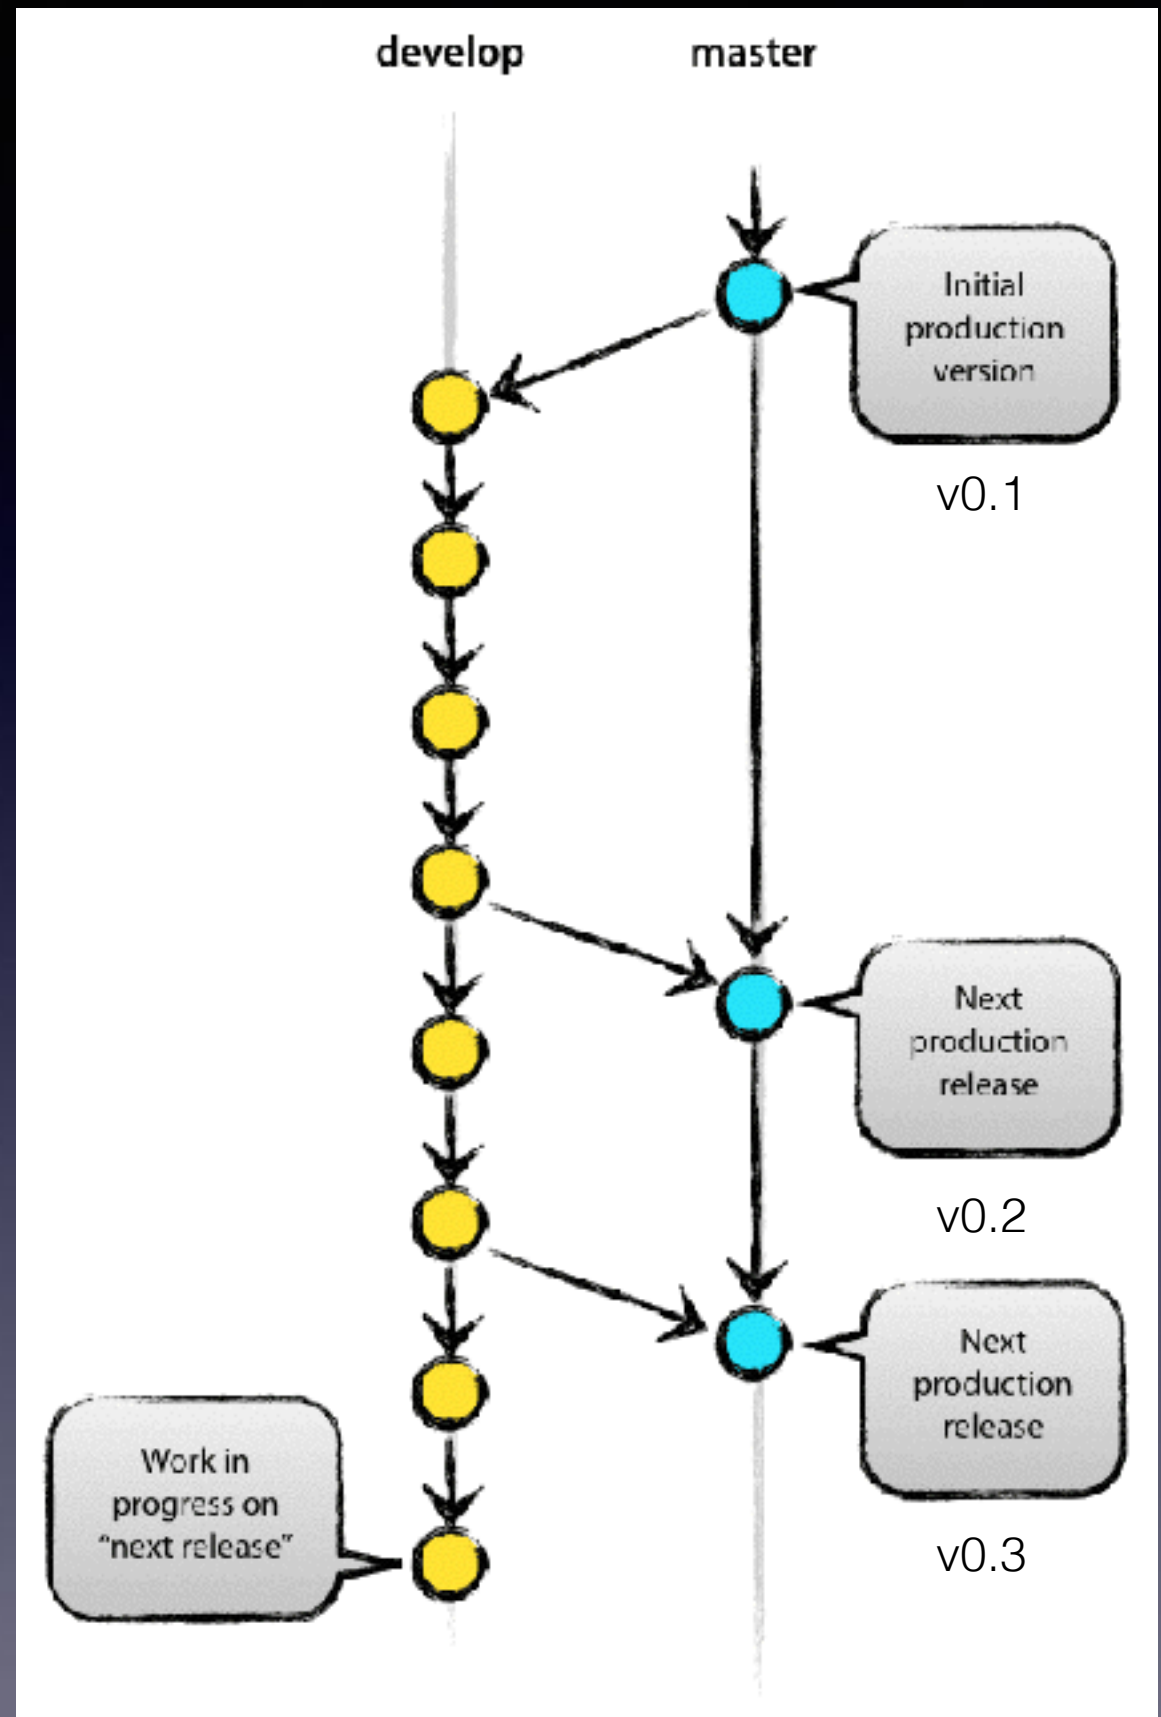 develop
master
Initial
production
version
v0.1
Next
production
release
v0.2
Next
production
release
v0.3
Work in
progress on
“next release”